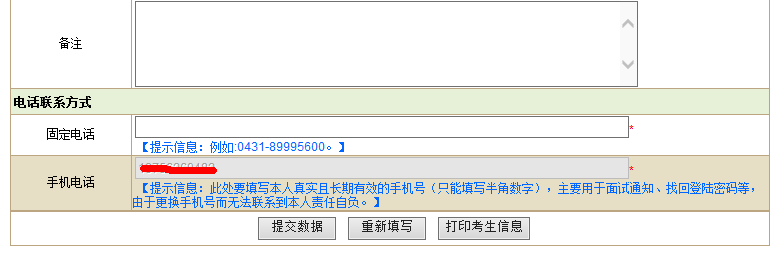 备注
电话联系方式
固定电话
*
【提示信息：例如:0431-89995600。】
手机电话
*
【提示信息：此处要填写本人真实且长期有效的手机号（只能填写半角数字），主要用于面试通知、找回登陆密码等，
由于更换手机号而无法联系到本人责任自负。】
提交数据 重新填写 打印考生信息